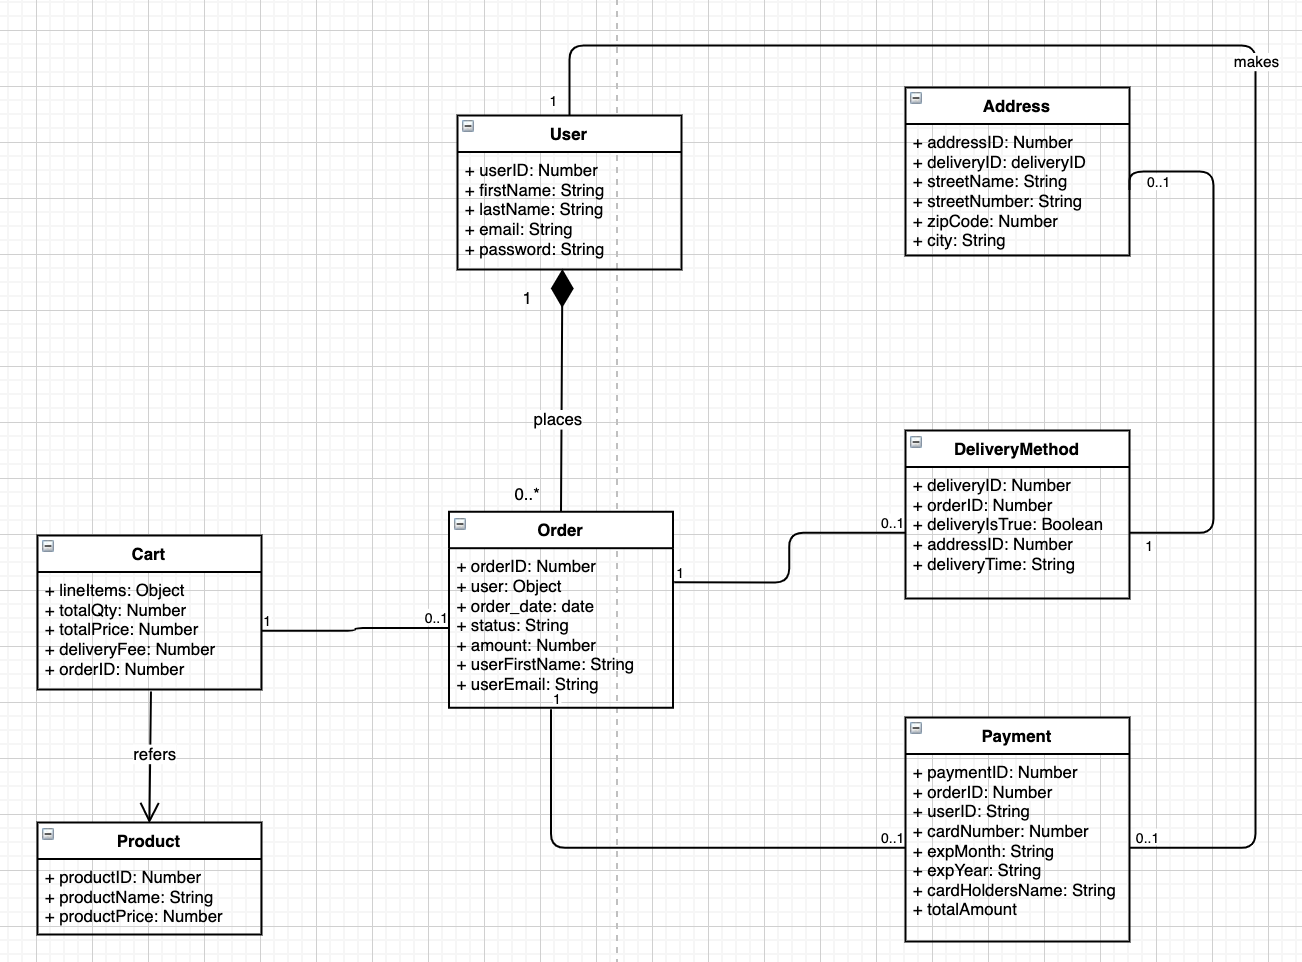 makes
1
User
+ userID: Number
+ firstName: String
+ lastName: String
+ email: String
+ password: String
1
places
0..*
Address
+ addressID: Number
+ deliveryID: deliveryID
+ streetName: String
+ streetNumber: String
+ zipCode: Number
+ city: String
0..1
DeliveryMethod
+ deliveryID: Number
+ orderID: Number
+ deliveryIsTrue: Boolean
+ addressID: Number
+ deliveryTime: String
0..1
1
Order
+ orderID: Number
+ user: Object
+ order_date: date
+ status: String
+ amount: Number
+ userFirstName: String
+ userEmail: String
1
1
0..1
Cart
+ lineItems: Object
+ totalQty: Number
+ totalPrice: Number
+ deliveryFee: Number
+ orderID: Number
1
refers
Product
+ productID: Number
+ productName: String
+ productPrice: Number
Payment
+ paymentID: Number
+ orderID: Number
+ userID: String
+ cardNumber: Number
+ expMonth: String
+ expYear: String
+ cardHoldersName: String
+ totalAmount
0..1
0..1